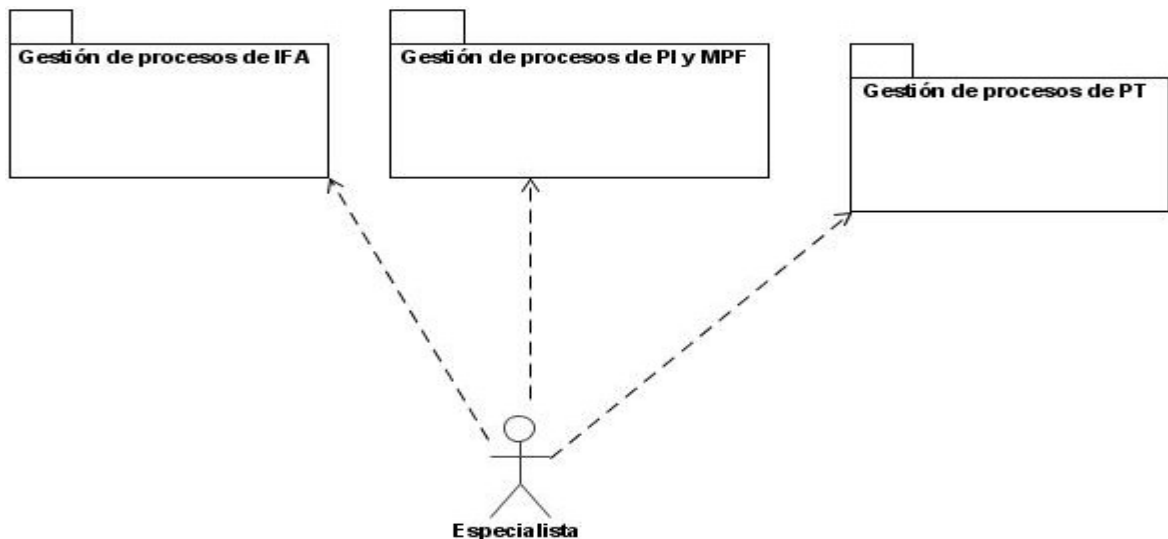 Gestión de procesos de IFA
Gestión de procesos de PI y MPF
Gestión de procesos de PT
Especialista